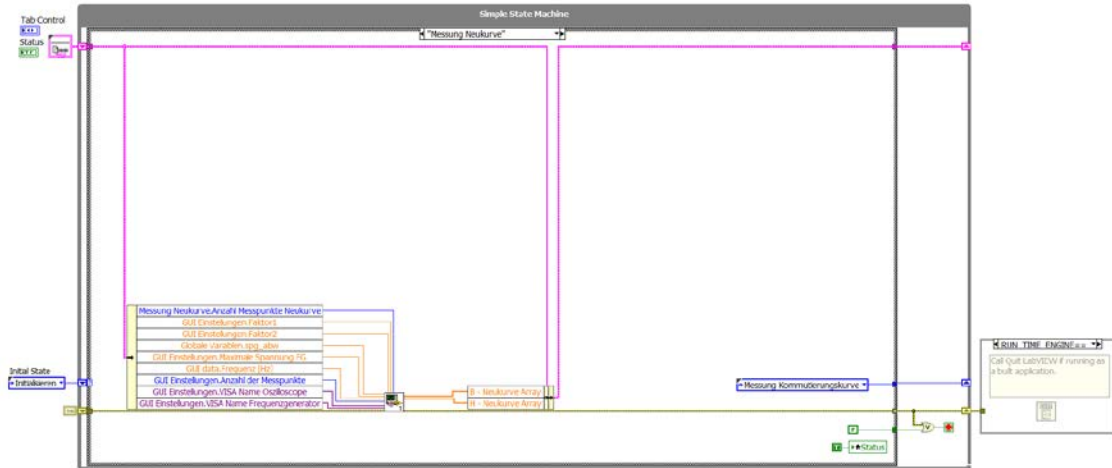 Simple State Machine
Tab Control
Status
"Messung Neukurve"
Messung Neukurve.Anzahl Messpunkte Neukurve
GUI Einstellungen.Faktor1
GUI Einstellungen.Faktor2
Globale Variablen.spg_abw
GUI Einstellungen.Maximale Spannung FG
GUI data.Frequenz [Hz]
GUI Einstellungen.Anzahl der Messpunkte
GUI Einstellungen.VISA Name Oszilloscope
GUI Einstellungen.VISA Name Frequenzgenerator
B - Neukurve Array
H - Neukurve Array
Inital State
Initialisieren
Messung Kommutierungskurve
F
T
Status
RUN_TIME_ENGINE
Call Quit LabVIEW if running as
a built application.